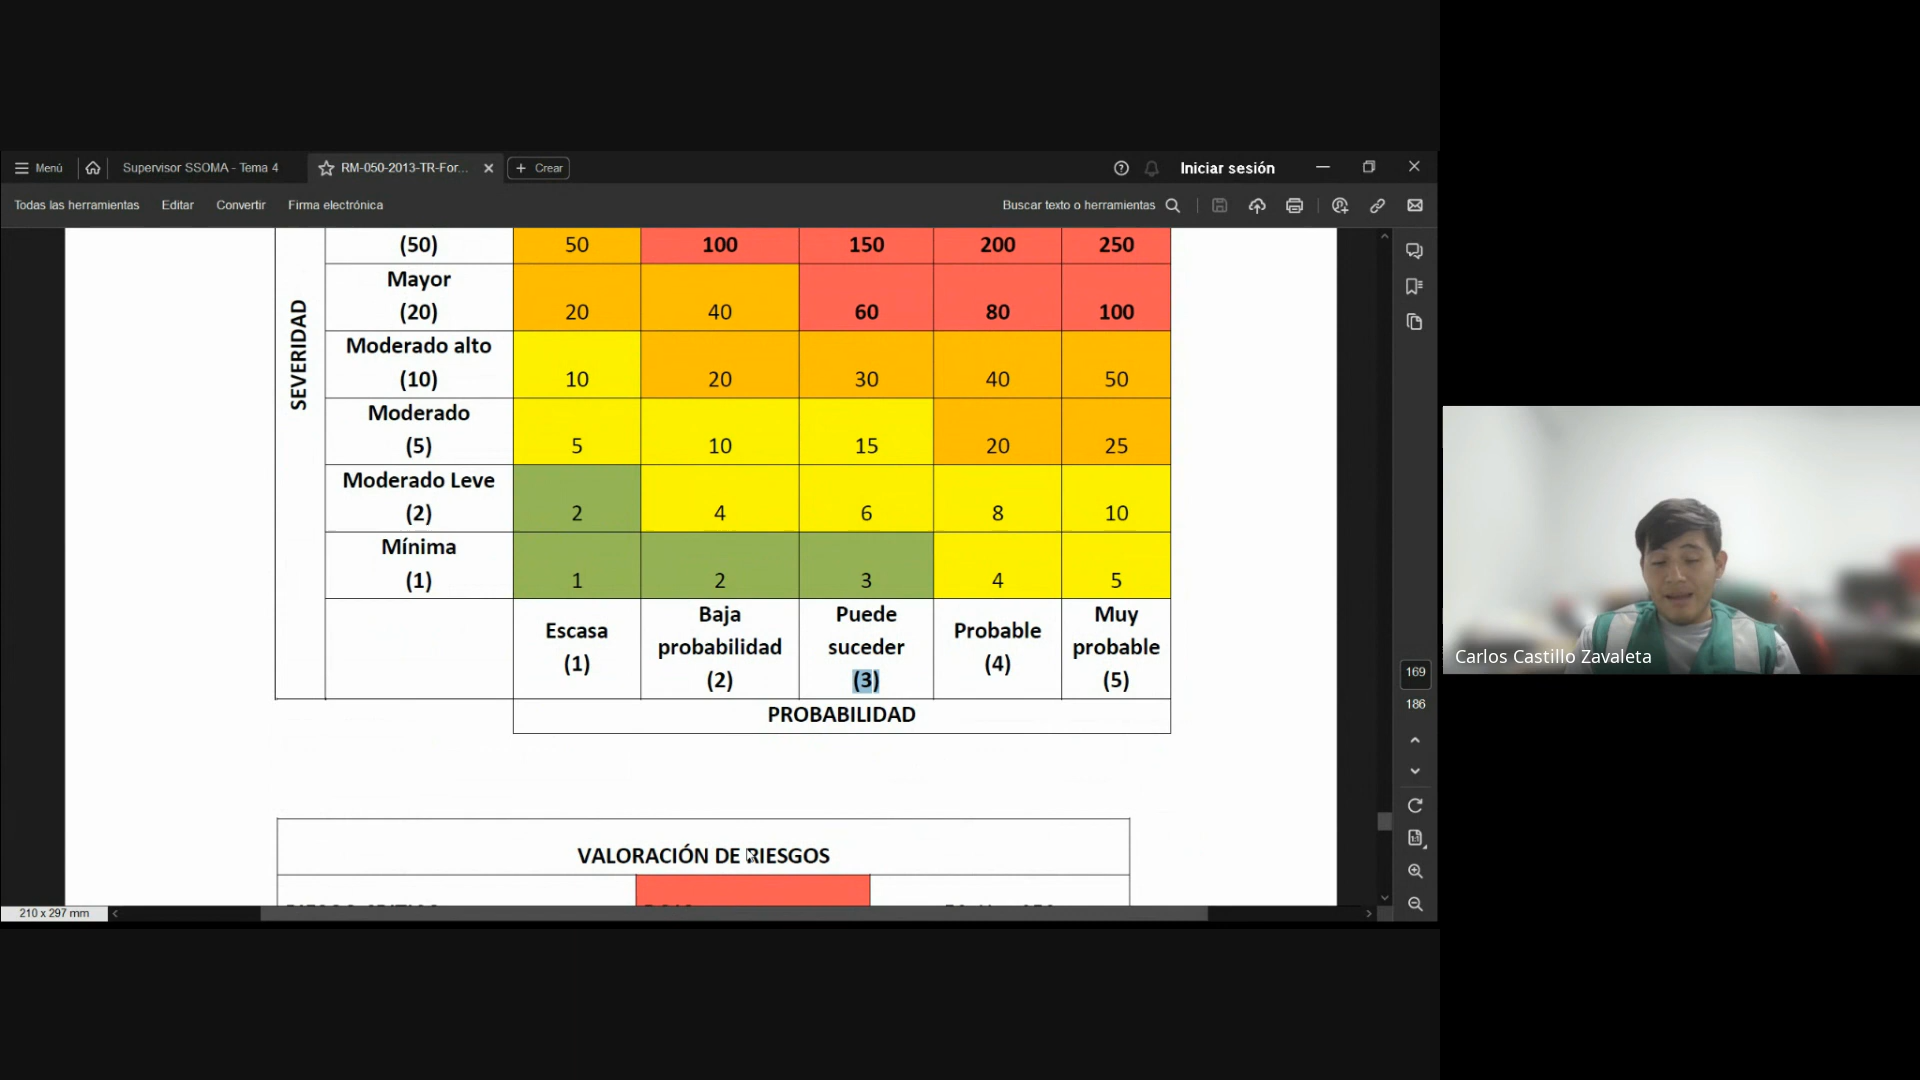 Menú
Supervisor SSOMA - Tema 4
RM-050-2013-TR-For...
Crear
Iniciar sesión
Todas las herramientas
Editar
Convertir
Firma electrónica
Buscar texto o herramientas
SEVERIDAD
(50) 50 100 150 200 250
Mayor
(20) 20 40 60 80 100
Moderado alto
(10) 10 20 30 40 50
Moderado
(5) 5 10 15 20 25
Moderado Leve
(2) 2 4 6 8 10
Mínima
(1) 1 2 3 4 5
Escasa
(1)
Baja
probabilidad
(2)
Puede
suceder
(3)
Probable
(4)
Muy
probable
(5)
PROBABILIDAD
VALORACIÓN DE RIESGOS
169
186
210 x 297 mm
Carlos Castillo Zavaleta